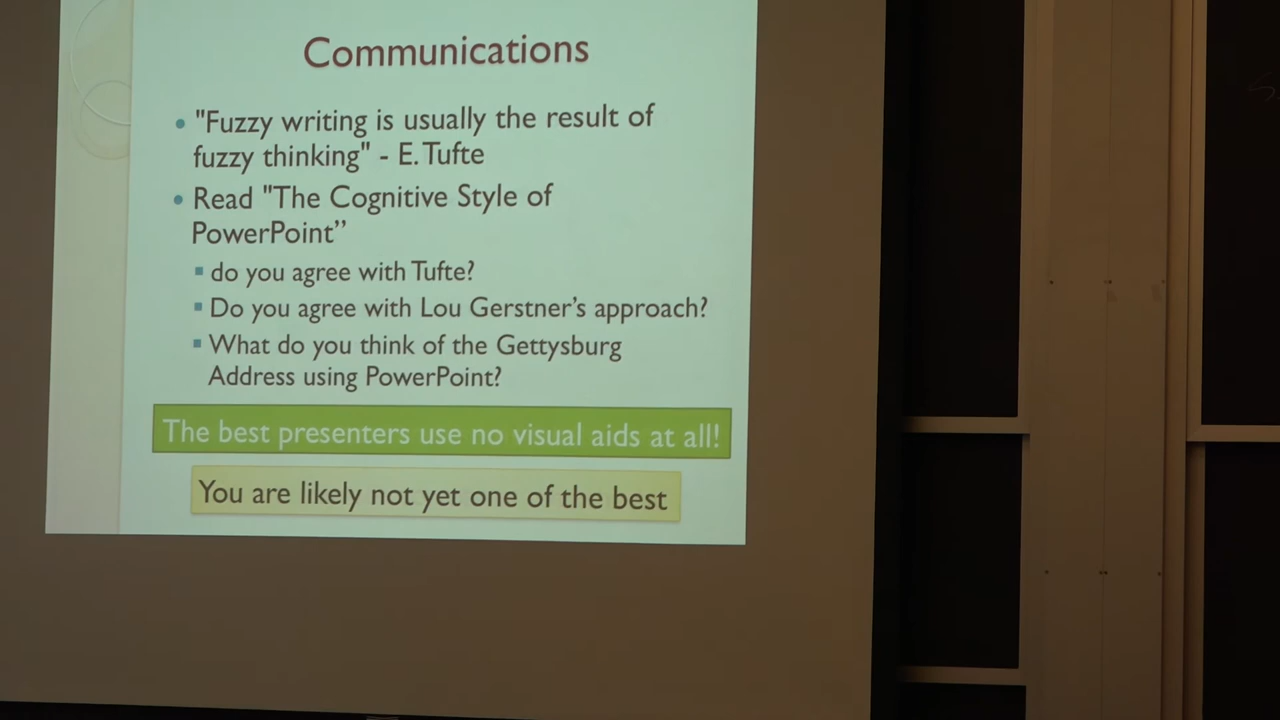 Communications
• "Fuzzy writing is usually the result of
fuzzy thinking" - E. Tufte
• Read "The Cognitive Style of
PowerPoint”
▪ do you agree with Tufte?
▪ Do you agree with Lou Gerstner’s approach?
▪ What do you think of the Gettysburg
Address using PowerPoint?
The best presenters use no visual aids at all!
You are likely not yet one of the best